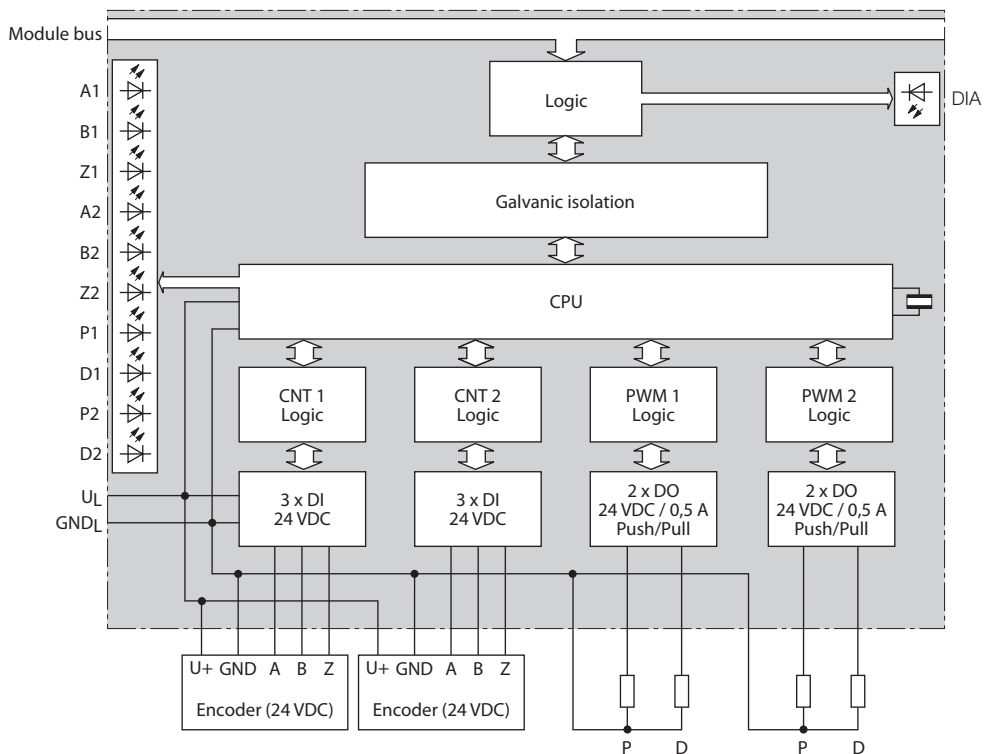 Module bus
A1
B1
Z1
A2
B2
Z2
P1
D1
P2
D2
UL
GNDL
Logic
DIA
Galvanic isolation
CPU
CNT 1
Logic
CNT 2
Logic
PWM 1
Logic
PWM 2
Logic
3 x DI
24 VDC
3 x DI
24 VDC
2 x DO
24 VDC / 0,5 A
Push/Pull
2 x DO
24 VDC / 0,5 A
Push/Pull
U+ GND A B Z
Encoder (24 VDC)
U+ GND A B Z
Encoder (24 VDC)
P D
P D